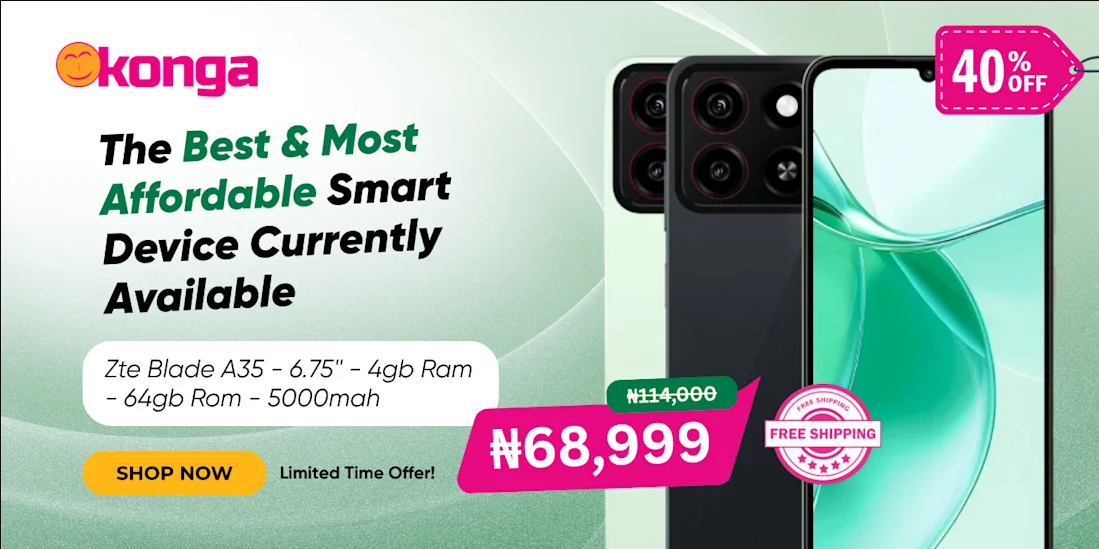 konga
The Best & Most
Affordable Smart
Device Currently
Available
Zte Blade A35 - 6.75" - 4gb Ram
- 64gb Rom - 5000mah
SHOP NOW
Limited Time Offer!
₦114,000
₦68,999
40% OFF
FREE SHIPPING
FREE SHIPPING